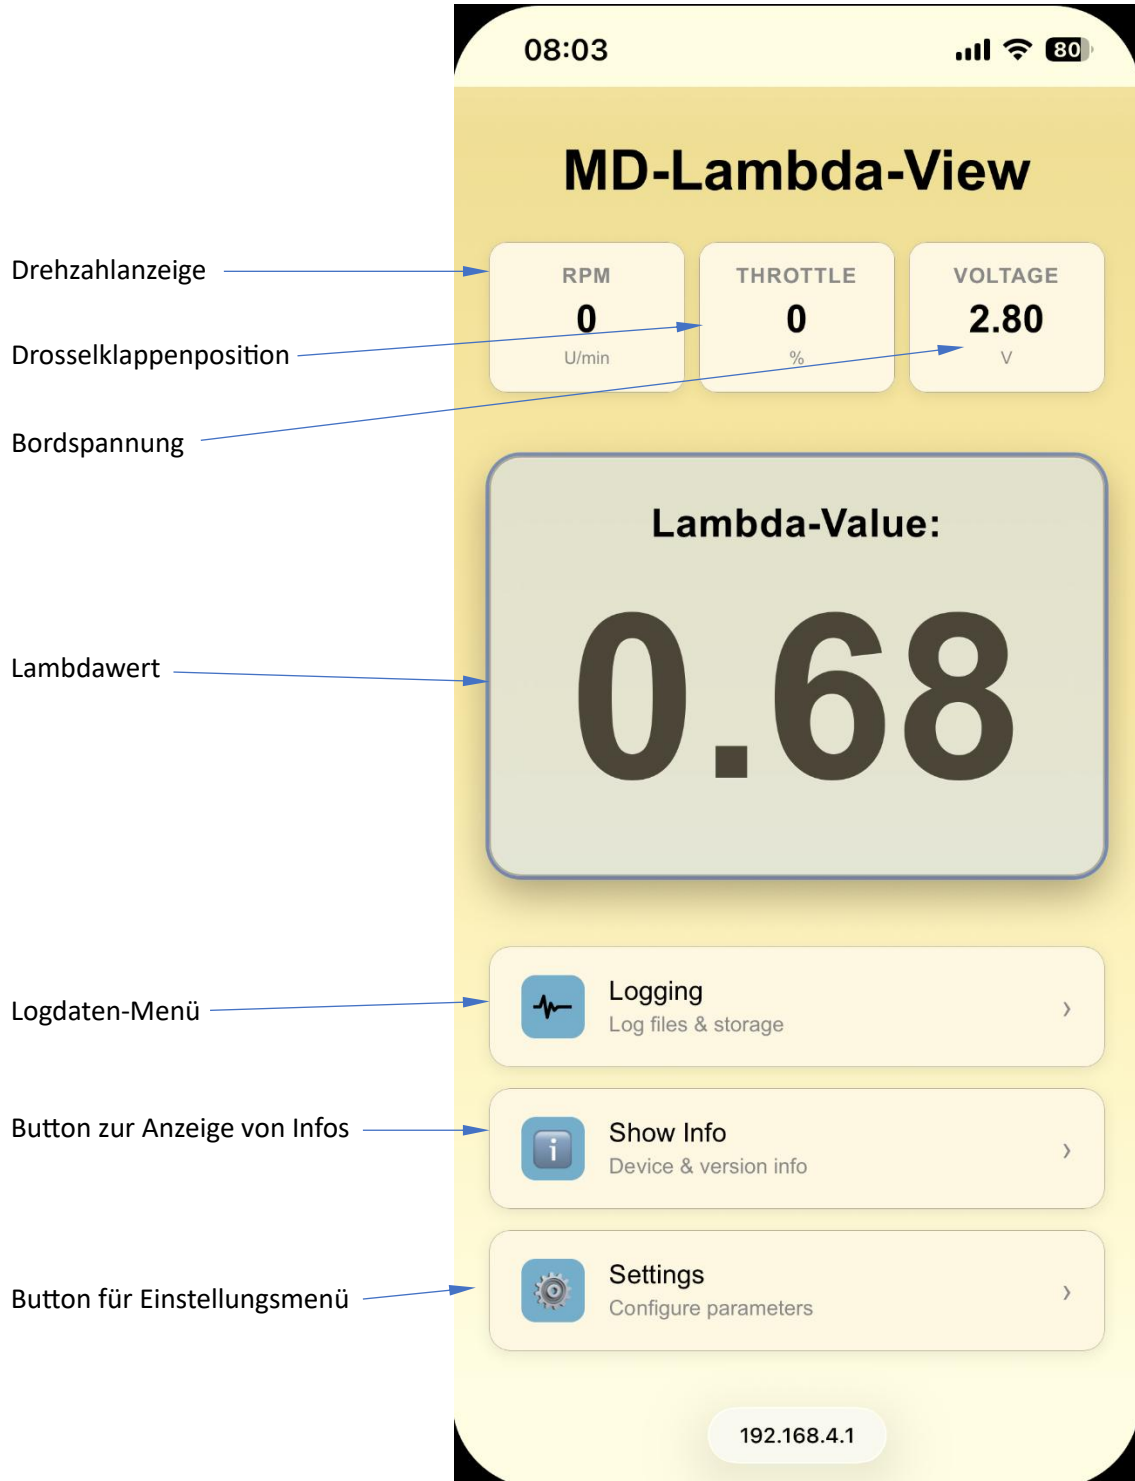 08:03
80
MD-Lambda-View
Drehzahlanzeige
RPM
0
U/min
THROTTLE
0
%
VOLTAGE
2.80
V
Drosselklappenposition
Bordspannung
Lambda-Value:
0.68
Lambdawert
Logdaten-Menü
Logging
Log files & storage
Button zur Anzeige von Infos
i
Show Info
Device & version info
Button für Einstellungsmenü
Settings
Configure parameters
192.168.4.1